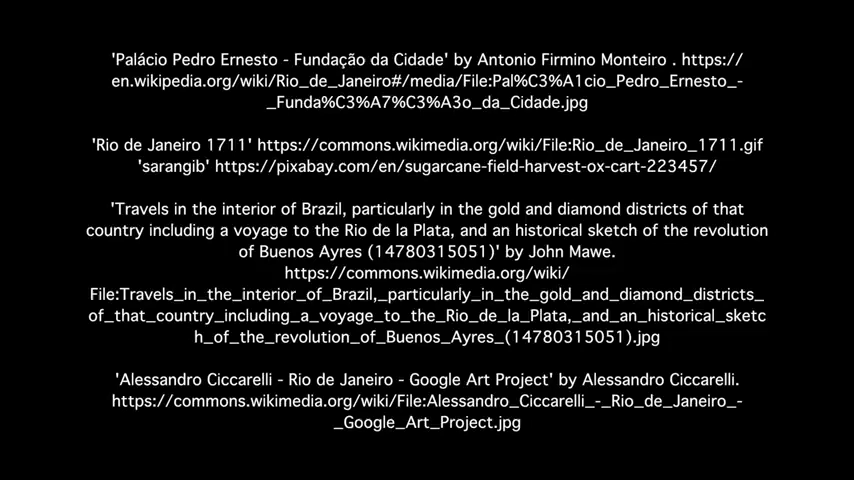 'Palácio Pedro Ernesto - Fundação da Cidade' by Antonio Firmino Monteiro . https://
en.wikipedia.org/wiki/Rio_de_Janeiro#/media/File:Pal%C3%A1cio_Pedro_Ernesto_-
_Funda%C3%A7%C3%A3o_da_Cidade.jpg
'Rio de Janeiro 1711' https://commons.wikimedia.org/wiki/File:Rio_de_Janeiro_1711.gif
'sarangib' https://pixabay.com/en/sugarcane-field-harvest-ox-cart-223457/
'Travels in the interior of Brazil, particularly in the gold and diamond districts of that
country including a voyage to the Rio de la Plata, and an historical sketch of the revolution
of Buenos Ayres (14780315051)' by John Mawe.
https://commons.wikimedia.org/wiki/
File:Travels_in_the_interior_of_Brazil,_particularly_in_the_gold_and_diamond_districts_
of_that_country_including_a_voyage_to_the_Rio_de_la_Plata,_and_an_historical_sketc
h_of_the_revolution_of_Buenos_Ayres_(14780315051).jpg
'Alessandro Ciccarelli - Rio de Janeiro - Google Art Project' by Alessandro Ciccarelli.
https://commons.wikimedia.org/wiki/File:Alessandro_Ciccarelli_-_Rio_de_Janeiro_-
_Google_Art_Project.jpg